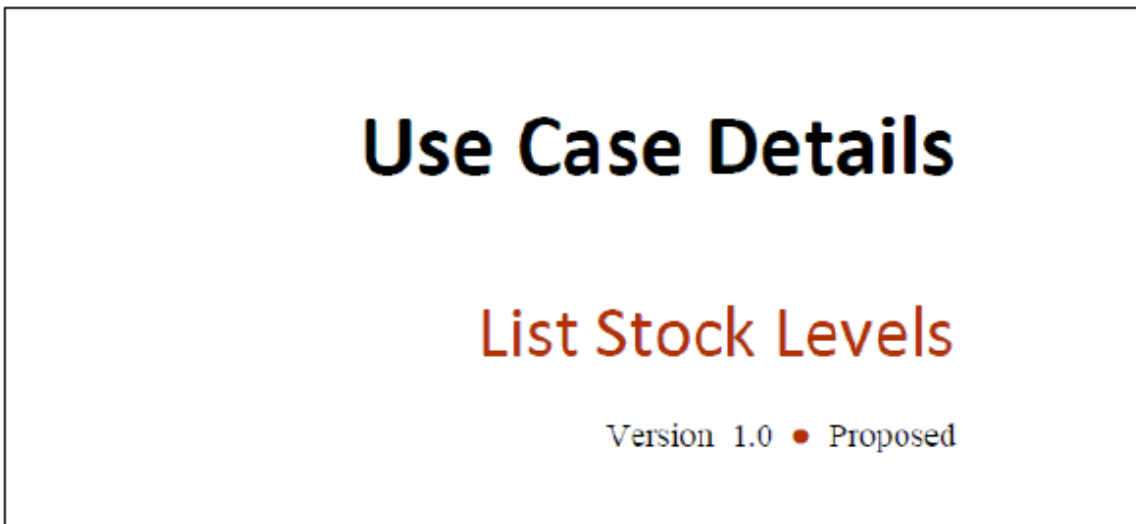 Use Case Details
List Stock Levels
Version 1.0 ● Proposed